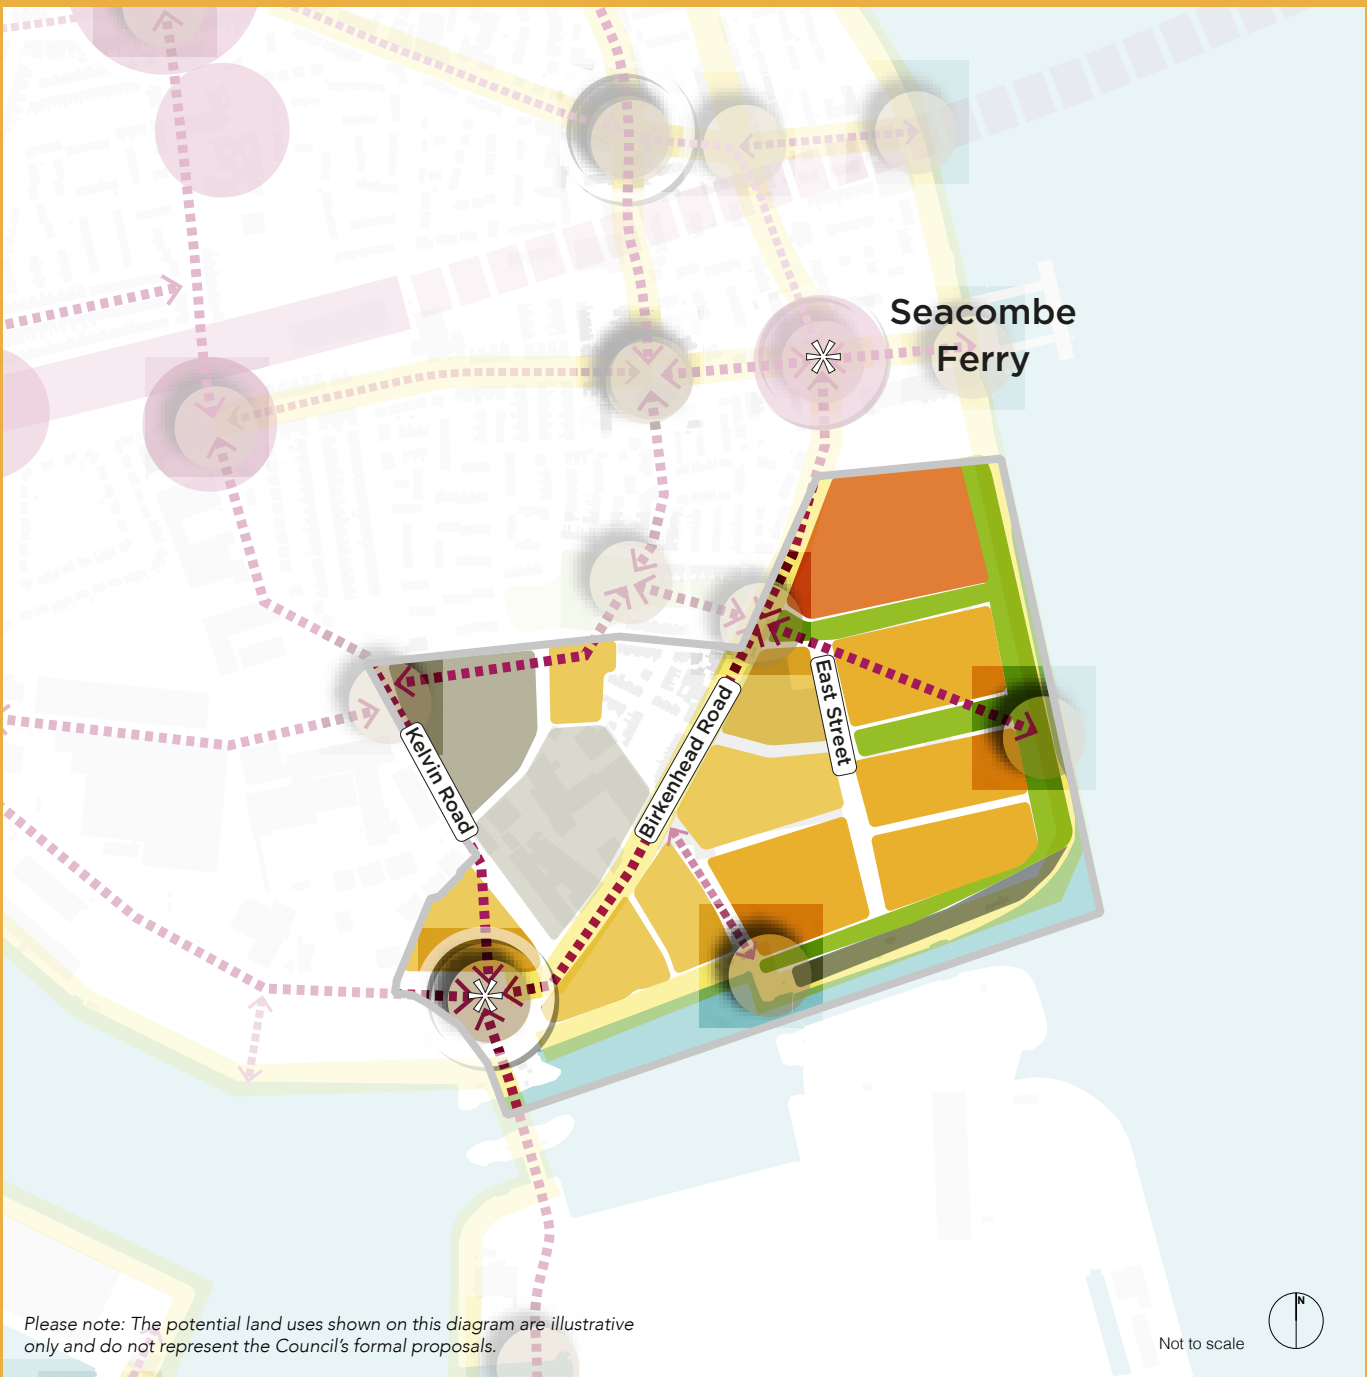 Seacombe
Ferry
East Street
Birkenhead Road
Kelvin Road
Please note: The potential land uses shown on this diagram are illustrative
only and do not represent the Council’s formal proposals.
Not to scale
N